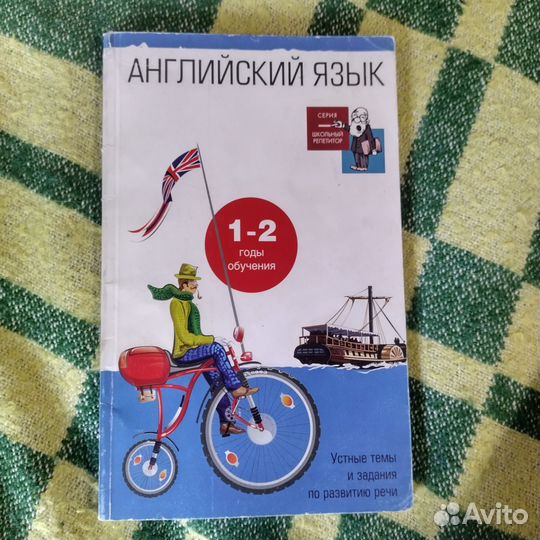 АНГЛИЙСКИЙ ЯЗЫК
СЕРИЯ
ШКОЛЬНЫЙ
РЕПЕТИТОР
1-2
годы
обучения
Устные темы
и задания
по развитию речи
Avito